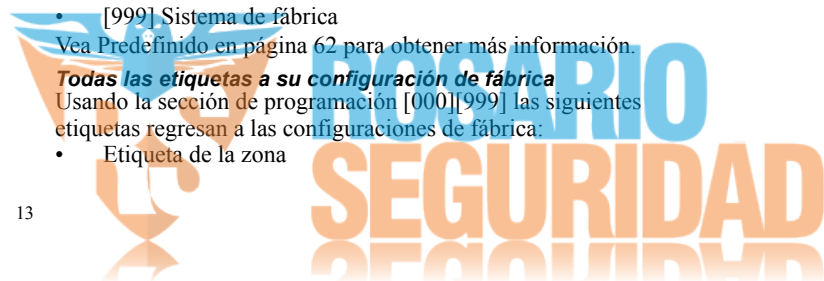 • [999] Sistema de fábrica
Vea Predefinido en página 62 para obtener más información.
Todas las etiquetas a su configuración de fábrica
Usando la sección de programación [000][999] las siguientes
etiquetas regresan a las configuraciones de fábrica:
• Etiqueta de la zona
13
ROSARIO
SEGURIDAD